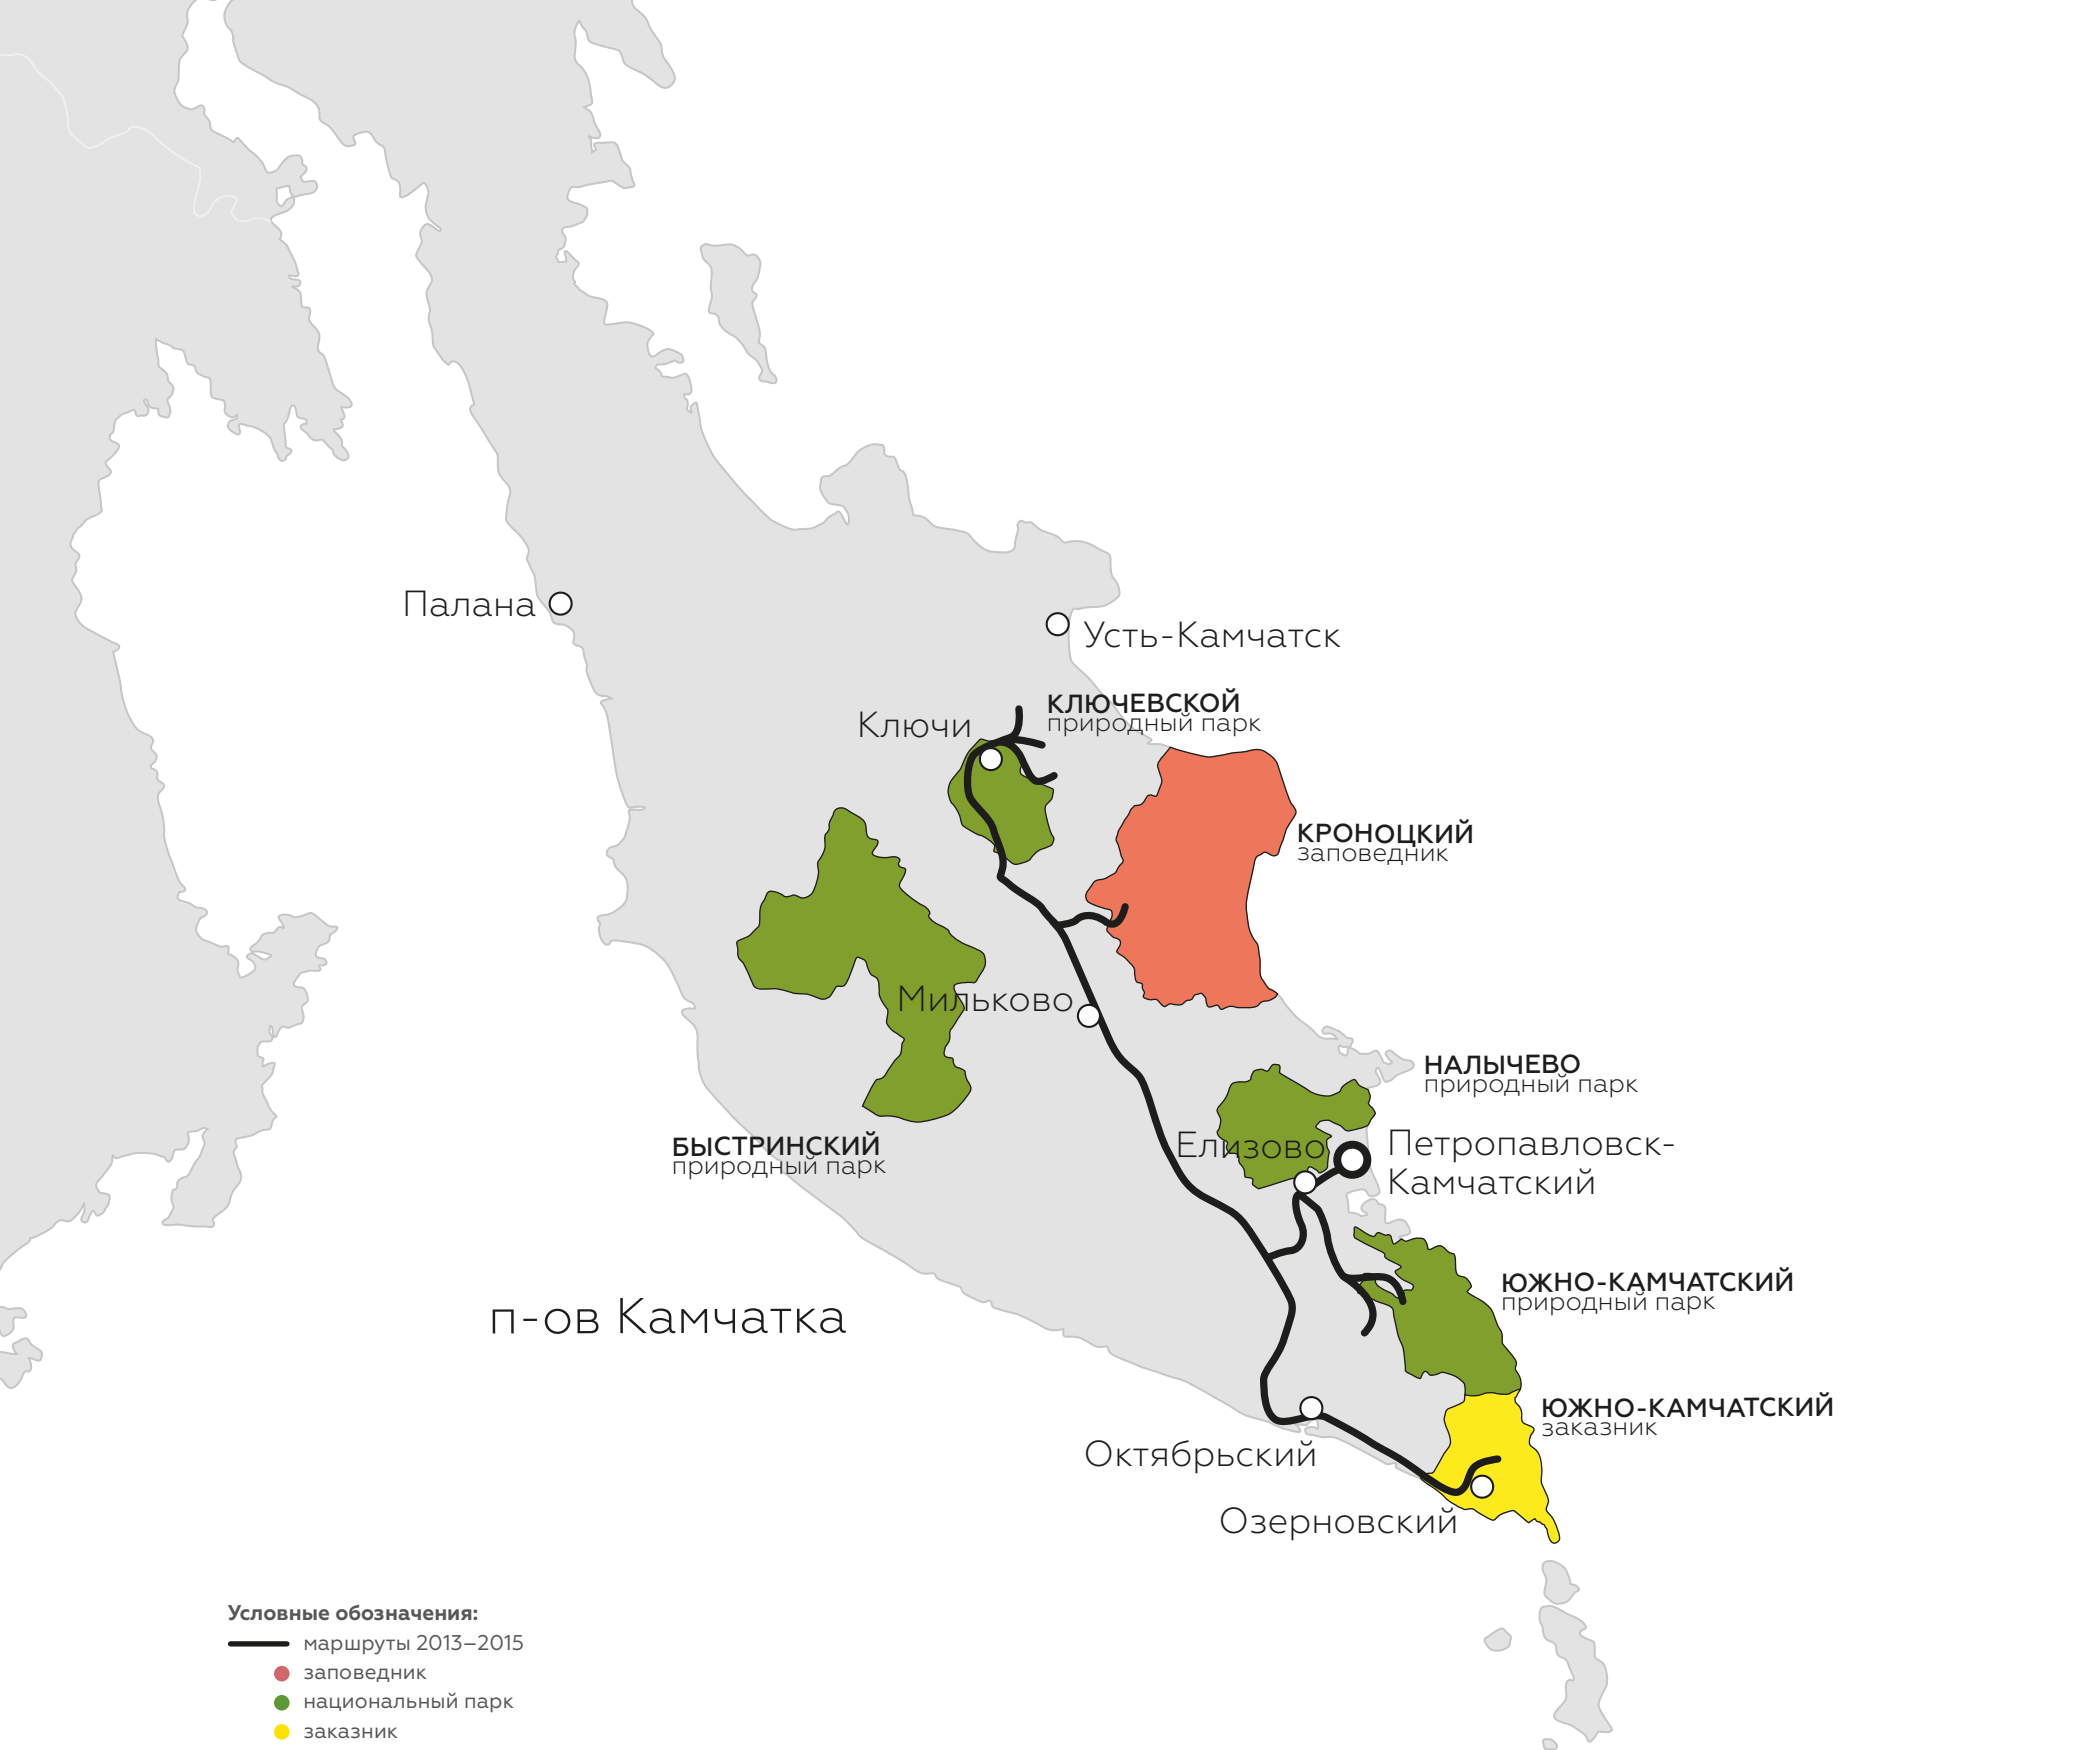 Палана
Усть-Камчатск
КЛЮЧЕВСКОЙ
природный парк
Ключи
КРОНОЦКИЙ
заповедник
Мильково
НАЛЫЧЕВО
природный парк
БЫСТРИНСКИЙ
природный парк
Елизово
Петропавловск-
Камчатский
ЮЖНО-КАМЧАТСКИЙ
природный парк
п-ов Камчатка
ЮЖНО-КАМЧАТСКИЙ
заказник
Октябрьский
Озерновский
Условные обозначения:
маршруты 2013–2015
заповедник
национальный парк
заказник